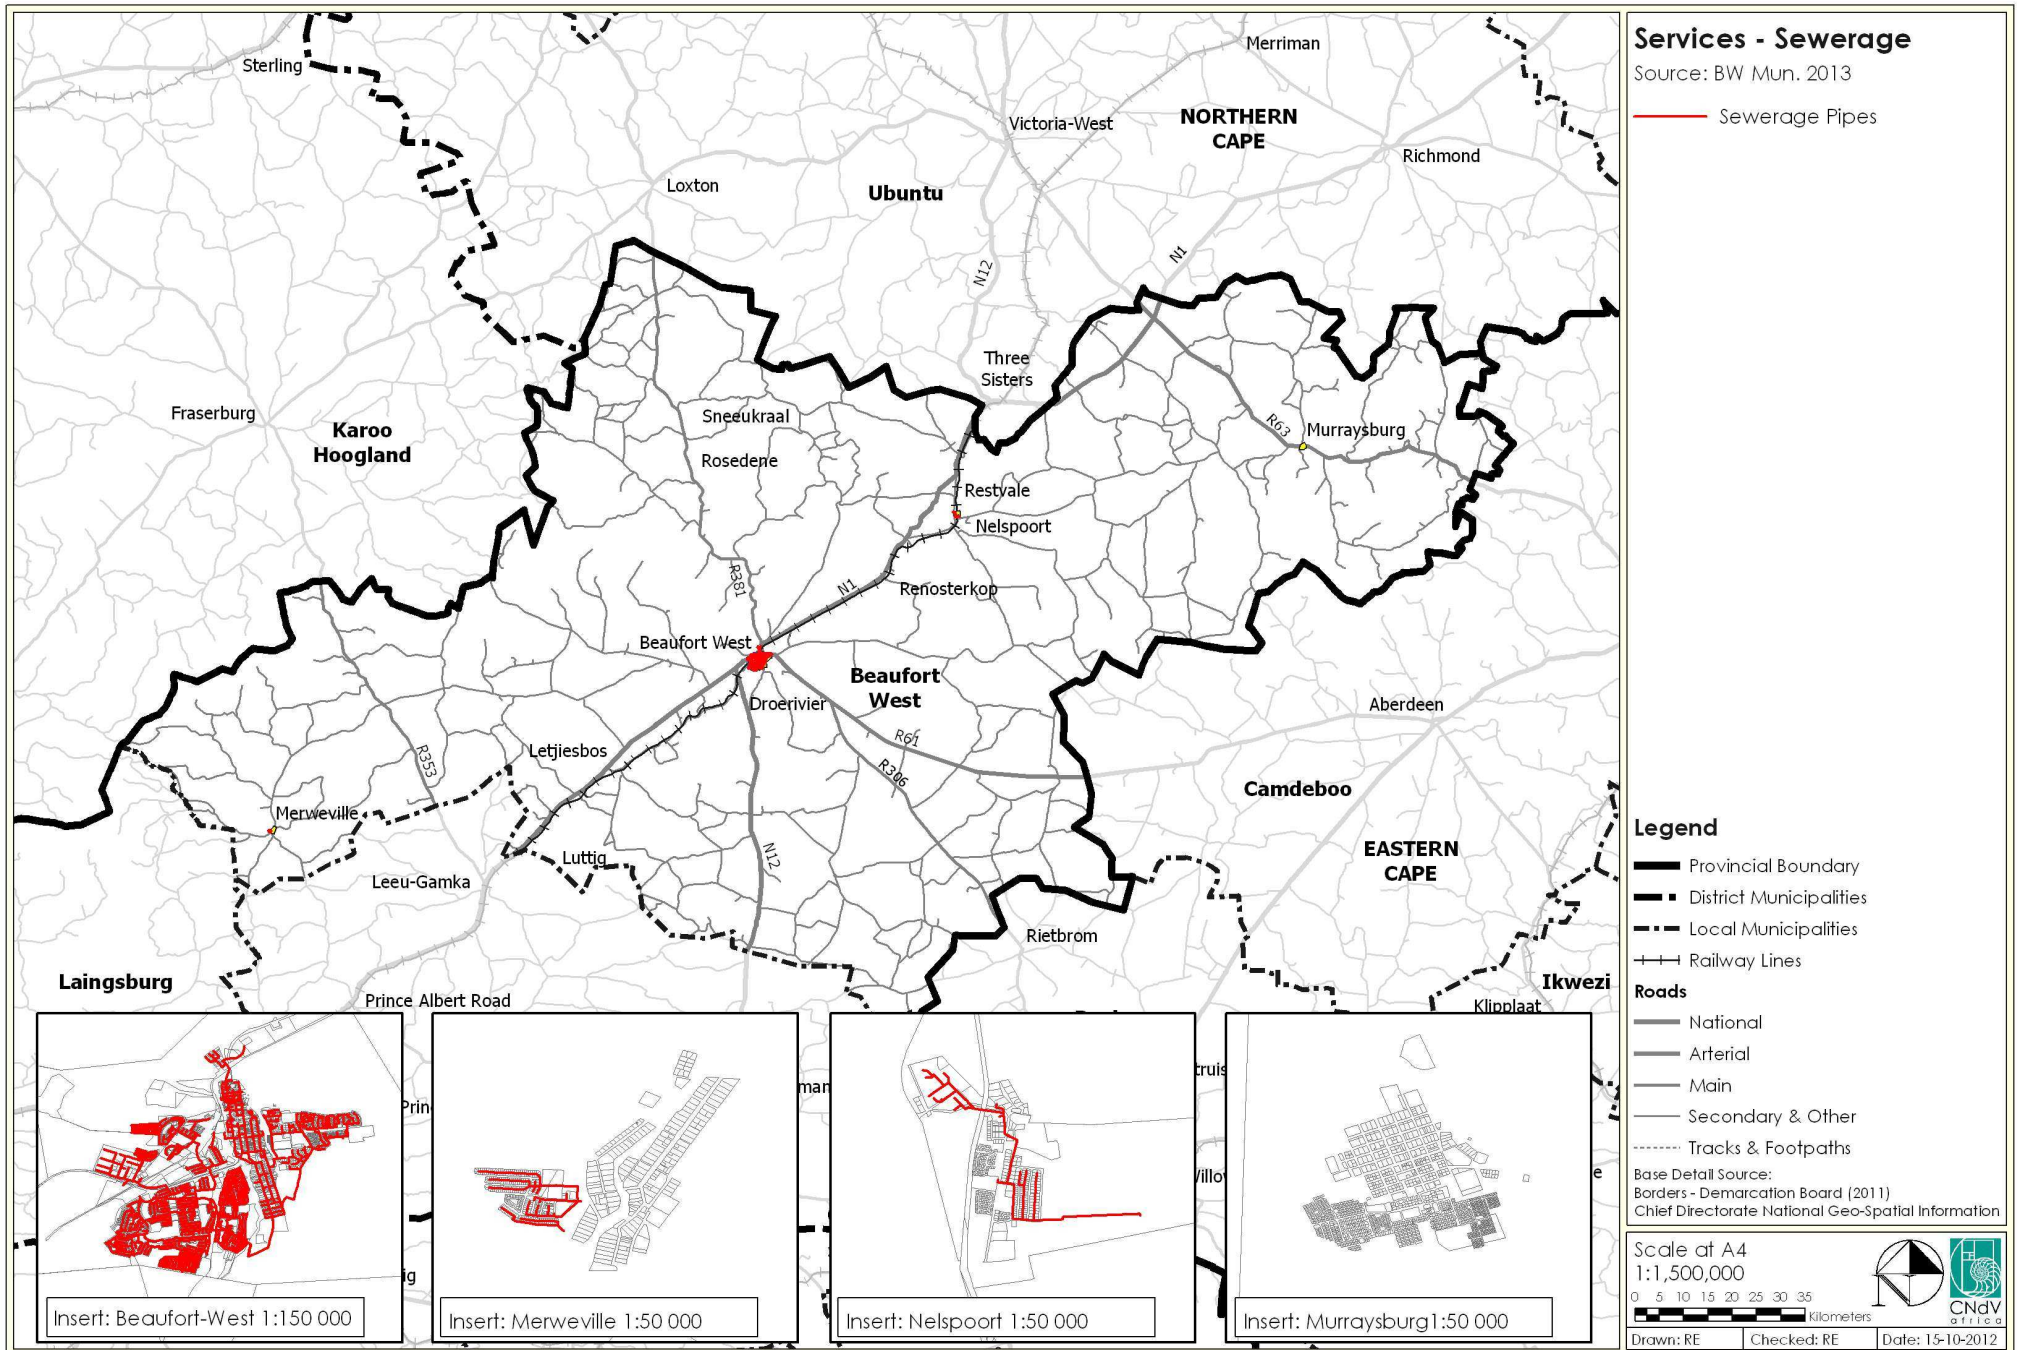 Services - Sewerage
Source: BW Mun. 2013
Sewerage Pipes
Sterling
Merriman
Victoria-West
NORTHERN
CAPE
Richmond
Loxton
Ubuntu
N12
N1
Three
Sisters
Fraserburg
Karoo
Hoogland
Sneeukraal
Rosedene
R63
Murraysburg
Restvale
Nelspoort
R381
N1
Renosterkop
Beaufort West
Beaufort
West
Droerivier
Aberdeen
Letjiesbos
R353
R61
R306
Camdeboo
Merweville
N12
Luttig
EASTERN
CAPE
Leeu-Gamka
Rietbrom
Laingsburg
Ikwezi
Prince Albert Road
Klipplaat
truis
man
Prin
Willo
e
ig
Insert: Beaufort-West 1:150 000
Insert: Merweville 1:50 000
Insert: Nelspoort 1:50 000
Insert: Murraysburg1:50 000
Legend
Provincial Boundary
District Municipalities
Local Municipalities
Railway Lines
Roads
National
Arterial
Main
Secondary & Other
Tracks & Footpaths
Base Detail Source:
Borders - Demarcation Board (2011)
Chief Directorate National Geo-Spatial Information
Scale at A4
1:1,500,000
0 5 10 15 20 25 30 35
Kilometers
N
CNdV
africa
Drawn: RE
Checked: RE
Date: 15-10-2012